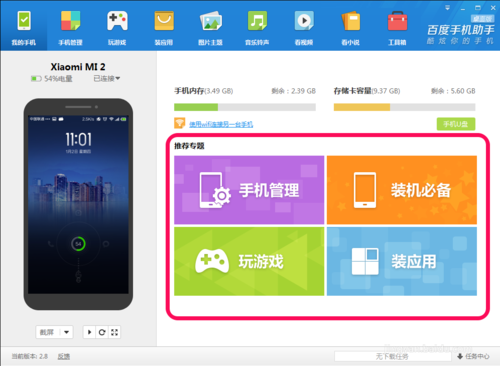 百度手机助手
酷炫你的手机
我的手机 手机管理 玩游戏 装应用 图片主题 音乐铃声 看视频 看小说 工具箱
Xiaomi MI 2
54%电量 已连接
手机内存(3.49 GB) 剩余：2.39 GB
存储卡容量(9.37 GB) 剩余：5.60 GB
使用wifi连接另一台手机
手机U盘
11:01
54
推荐专题
手机管理
装机必备
玩游戏
装应用
截屏
当前版本: 2.8 反馈
无下载任务
任务中心